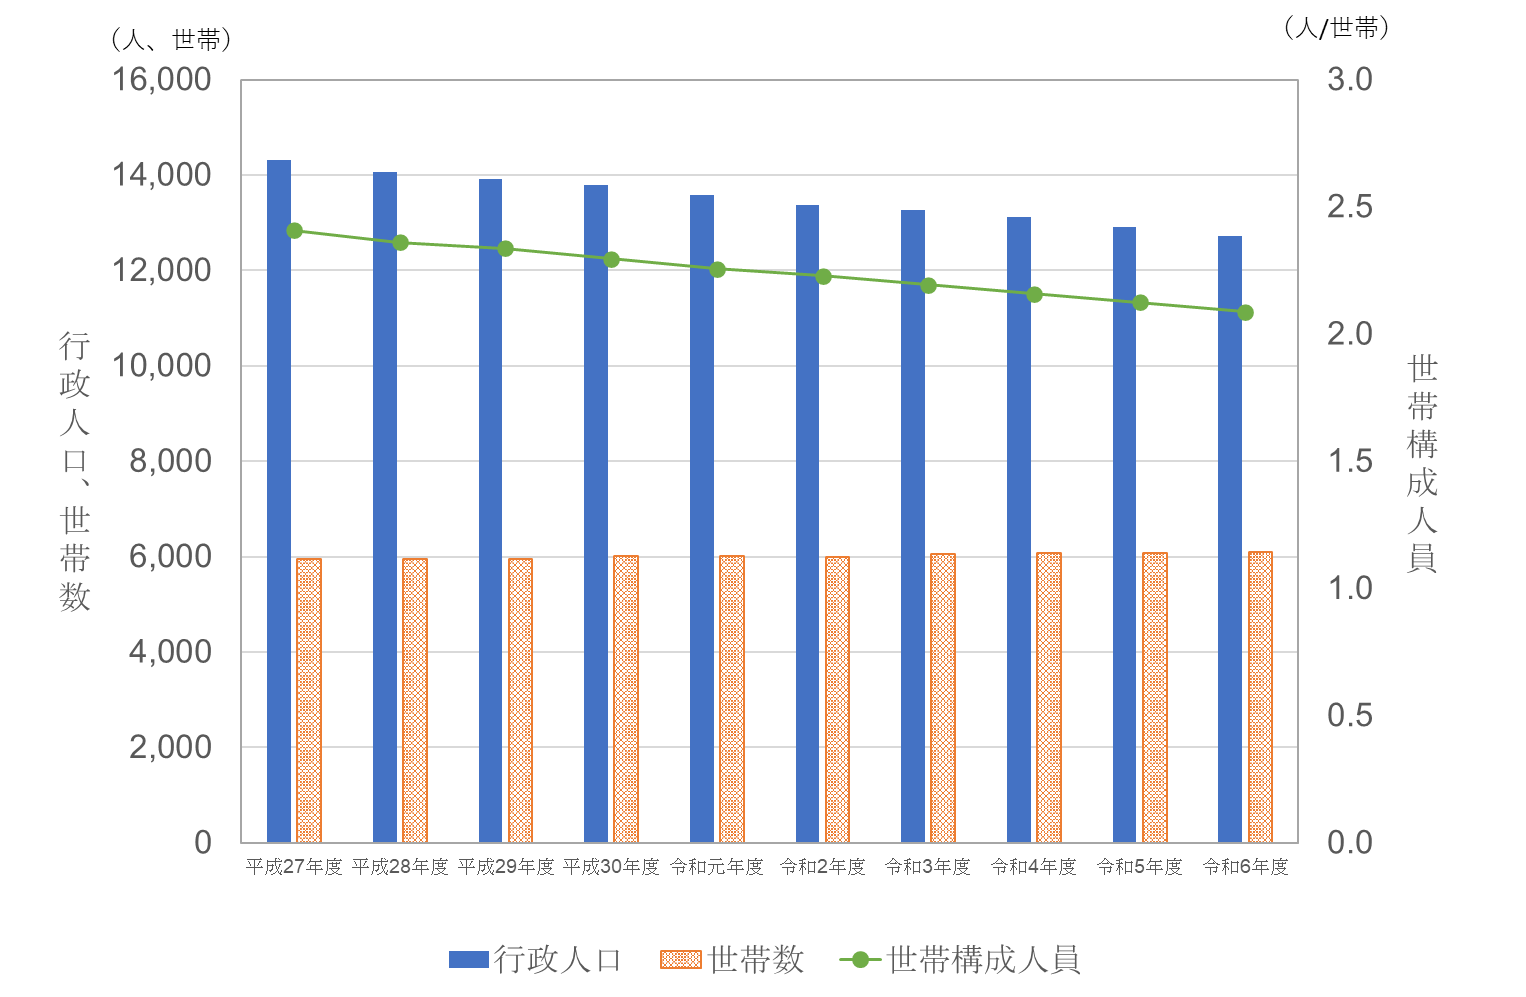 （人、世帯）
（人/世帯）
16,000
14,000
12,000
10,000
8,000
6,000
4,000
2,000
0
3.0
2.5
2.0
1.5
1.0
0.5
0.0
行政人口、世帯数
世帯構成人員
平成27年度 平成28年度 平成29年度 平成30年度 令和元年度 令和2年度 令和3年度 令和4年度 令和5年度 令和6年度
行政人口 世帯数 世帯構成人員